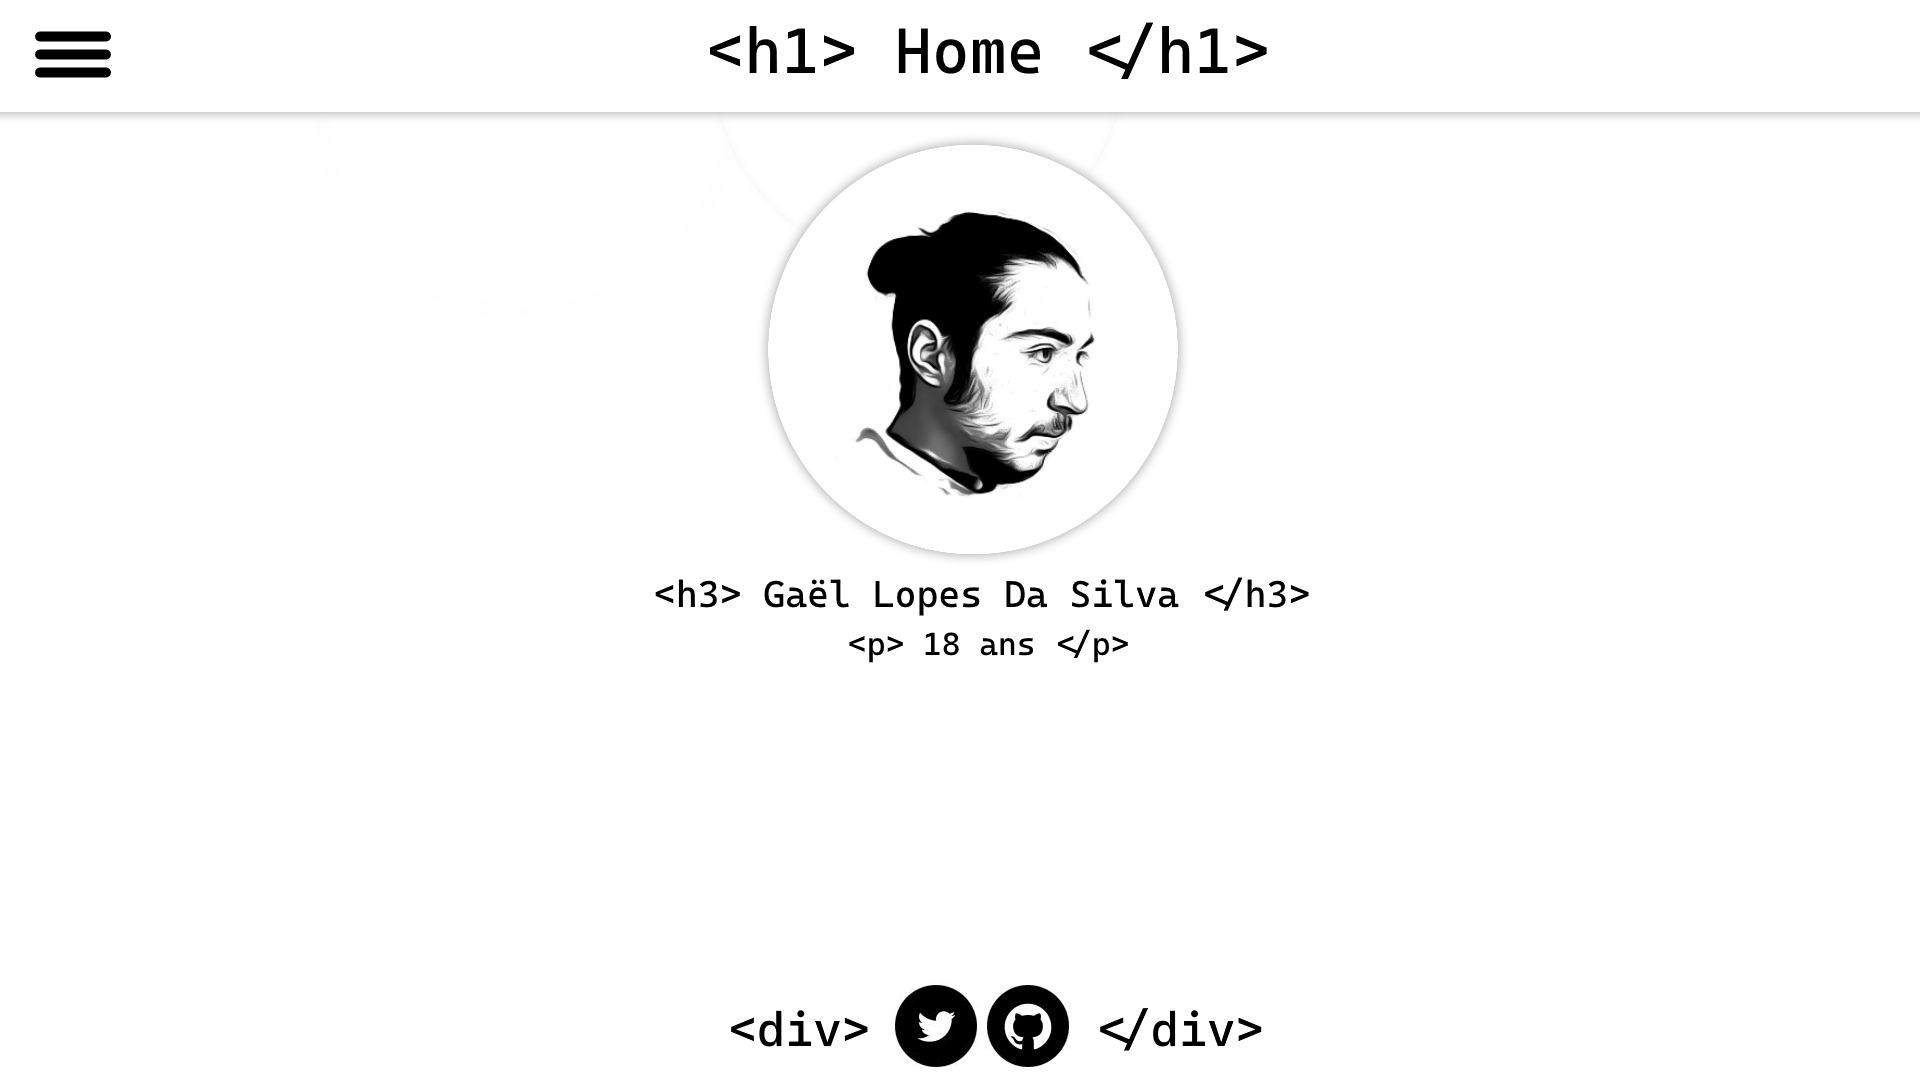 <h1> Home </h1>
<h3> Gaël Lopes Da Silva </h3>
<p> 18 ans </p>
<div> </div>